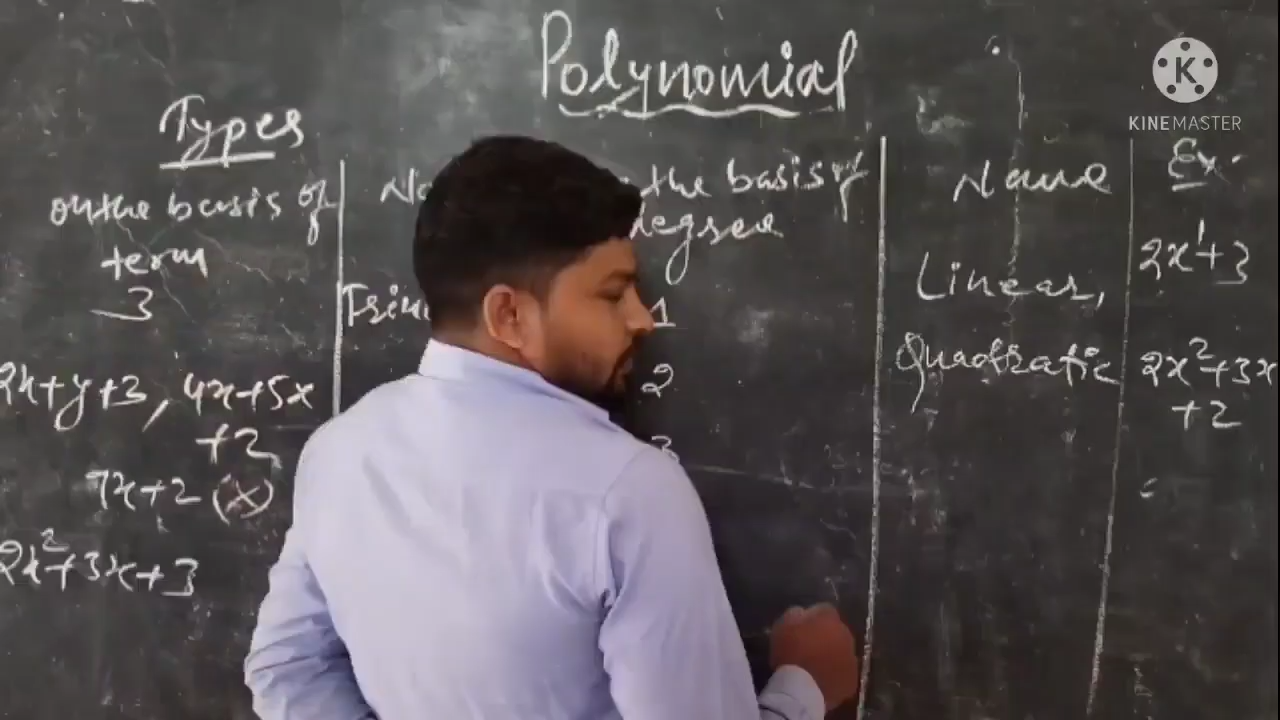 Polynomial
Types
on the basis of
term
3
2x+y+3, 4x+5x
+2
7x+2 (x)
2x²+3x+3
the basis of
degree
1
2
3
Name
Linear,
Quadratic
Ex.
2x¹+3
2x²+3x
+2
KINEMASTER